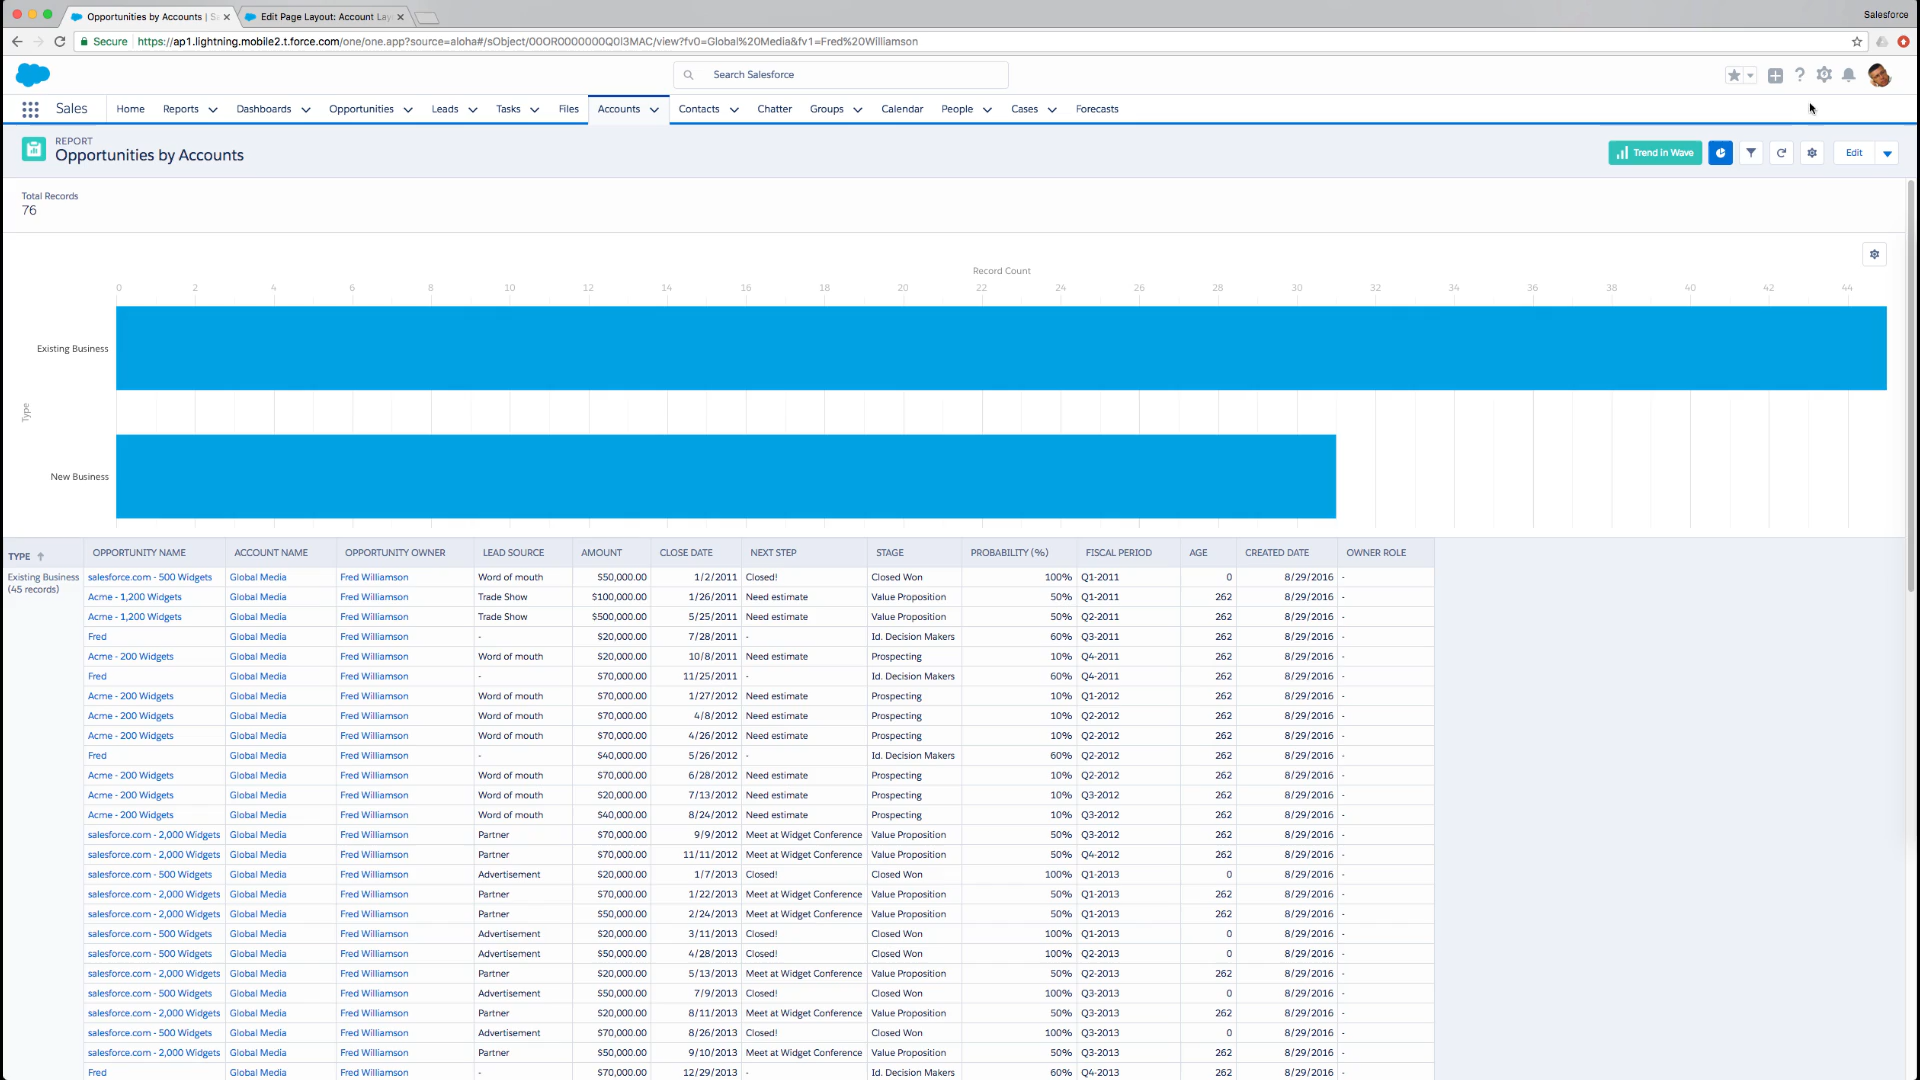 Salesforce
Opportunities by Accounts | S
Edit Page Layout: Account Lay
Secure https://ap1.lightning.mobile2.t.force.com/one/one.app?source=aloha#/sObject/00OR0000000Q0l3MAC/view?fv0=Global%20Media&fv1=Fred%20Williamson
Search Salesforce
Sales Home Reports Dashboards Opportunities Leads Tasks Files Accounts Contacts Chatter Groups Calendar People Cases Forecasts
REPORT
Opportunities by Accounts
Trend in Wave
Edit
Total Records
76
Record Count
0 2 4 6 8 10 12 14 16 18 20 22 24 26 28 30 32 34 36 38 40 42 44
Existing Business
Type
New Business
TYPE OPPORTUNITY NAME ACCOUNT NAME OPPORTUNITY OWNER LEAD SOURCE AMOUNT CLOSE DATE NEXT STEP STAGE PROBABILITY (%) FISCAL PERIOD AGE CREATED DATE OWNER ROLE
Existing Business
(45 records)
salesforce.com - 500 Widgets Global Media Fred Williamson Word of mouth $50,000.00 1/2/2011 Closed! Closed Won 100% Q1-2011 0 8/29/2016 -
Acme - 1,200 Widgets Global Media Fred Williamson Trade Show $100,000.00 1/26/2011 Need estimate Value Proposition 50% Q1-2011 262 8/29/2016 -
Acme - 1,200 Widgets Global Media Fred Williamson Trade Show $500,000.00 5/25/2011 Need estimate Value Proposition 50% Q2-2011 262 8/29/2016 -
Fred Global Media Fred Williamson - $20,000.00 7/28/2011 - Id. Decision Makers 60% Q3-2011 262 8/29/2016 -
Acme - 200 Widgets Global Media Fred Williamson Word of mouth $20,000.00 10/8/2011 Need estimate Prospecting 10% Q4-2011 262 8/29/2016 -
Fred Global Media Fred Williamson - $70,000.00 11/25/2011 - Id. Decision Makers 60% Q4-2011 262 8/29/2016 -
Acme - 200 Widgets Global Media Fred Williamson Word of mouth $70,000.00 1/27/2012 Need estimate Prospecting 10% Q1-2012 262 8/29/2016 -
Acme - 200 Widgets Global Media Fred Williamson Word of mouth $70,000.00 4/8/2012 Need estimate Prospecting 10% Q2-2012 262 8/29/2016 -
Acme - 200 Widgets Global Media Fred Williamson Word of mouth $70,000.00 4/26/2012 Need estimate Prospecting 10% Q2-2012 262 8/29/2016 -
Fred Global Media Fred Williamson - $40,000.00 5/26/2012 - Id. Decision Makers 60% Q2-2012 262 8/29/2016 -
Acme - 200 Widgets Global Media Fred Williamson Word of mouth $70,000.00 6/28/2012 Need estimate Prospecting 10% Q2-2012 262 8/29/2016 -
Acme - 200 Widgets Global Media Fred Williamson Word of mouth $20,000.00 7/13/2012 Need estimate Prospecting 10% Q3-2012 262 8/29/2016 -
Acme - 200 Widgets Global Media Fred Williamson Word of mouth $40,000.00 8/24/2012 Need estimate Prospecting 10% Q3-2012 262 8/29/2016 -
salesforce.com - 2,000 Widgets Global Media Fred Williamson Partner $70,000.00 9/9/2012 Meet at Widget Conference Value Proposition 50% Q3-2012 262 8/29/2016 -
salesforce.com - 2,000 Widgets Global Media Fred Williamson Partner $70,000.00 11/11/2012 Meet at Widget Conference Value Proposition 50% Q4-2012 262 8/29/2016 -
salesforce.com - 500 Widgets Global Media Fred Williamson Advertisement $20,000.00 1/7/2013 Closed! Closed Won 100% Q1-2013 0 8/29/2016 -
salesforce.com - 2,000 Widgets Global Media Fred Williamson Partner $70,000.00 1/22/2013 Meet at Widget Conference Value Proposition 50% Q1-2013 262 8/29/2016 -
salesforce.com - 2,000 Widgets Global Media Fred Williamson Partner $50,000.00 2/24/2013 Meet at Widget Conference Value Proposition 50% Q1-2013 262 8/29/2016 -
salesforce.com - 500 Widgets Global Media Fred Williamson Advertisement $20,000.00 3/11/2013 Closed! Closed Won 100% Q1-2013 0 8/29/2016 -
salesforce.com - 500 Widgets Global Media Fred Williamson Advertisement $50,000.00 4/28/2013 Closed! Closed Won 100% Q2-2013 0 8/29/2016 -
salesforce.com - 2,000 Widgets Global Media Fred Williamson Partner $20,000.00 5/13/2013 Meet at Widget Conference Value Proposition 50% Q2-2013 262 8/29/2016 -
salesforce.com - 500 Widgets Global Media Fred Williamson Advertisement $50,000.00 7/9/2013 Closed! Closed Won 100% Q3-2013 0 8/29/2016 -
salesforce.com - 2,000 Widgets Global Media Fred Williamson Partner $20,000.00 8/11/2013 Meet at Widget Conference Value Proposition 50% Q3-2013 262 8/29/2016 -
salesforce.com - 500 Widgets Global Media Fred Williamson Advertisement $70,000.00 8/26/2013 Closed! Closed Won 100% Q3-2013 0 8/29/2016 -
salesforce.com - 2,000 Widgets Global Media Fred Williamson Partner $50,000.00 9/10/2013 Meet at Widget Conference Value Proposition 50% Q3-2013 262 8/29/2016 -
Fred Global Media Fred Williamson - $70,000.00 12/29/2013 - Id. Decision Makers 60% Q4-2013 262 8/29/2016 -